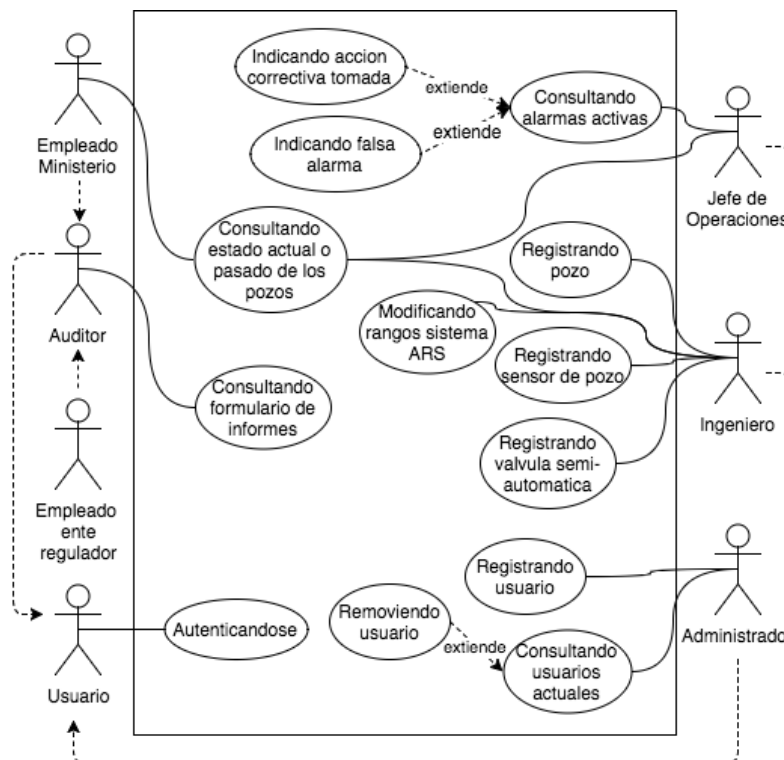 Indicando accion
correctiva tomada
extiende
Consultando
alarmas activas
extiende
Indicando falsa
alarma
Empleado
Ministerio
Jefe de
Operaciones
Consultando
estado actual o
pasado de los
pozos
Registrando
pozo
Modificando
rangos sistema
ARS
Auditor
Registrando
sensor de pozo
Consultando
formulario de
informes
Ingeniero
Registrando
valvula semi-
automatica
Empleado
ente
regulador
Registrando
usuario
Autenticandose
Removiendo
usuario
extiende
Administrado
Consultando
usuarios
actuales
Usuario